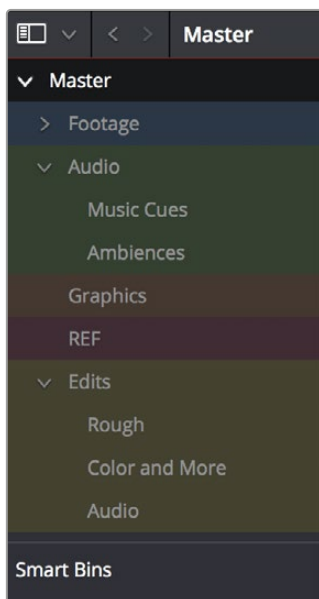 Master
Master
Footage
Audio
Music Cues
Ambiences
Graphics
REF
Edits
Rough
Color and More
Audio
Smart Bins